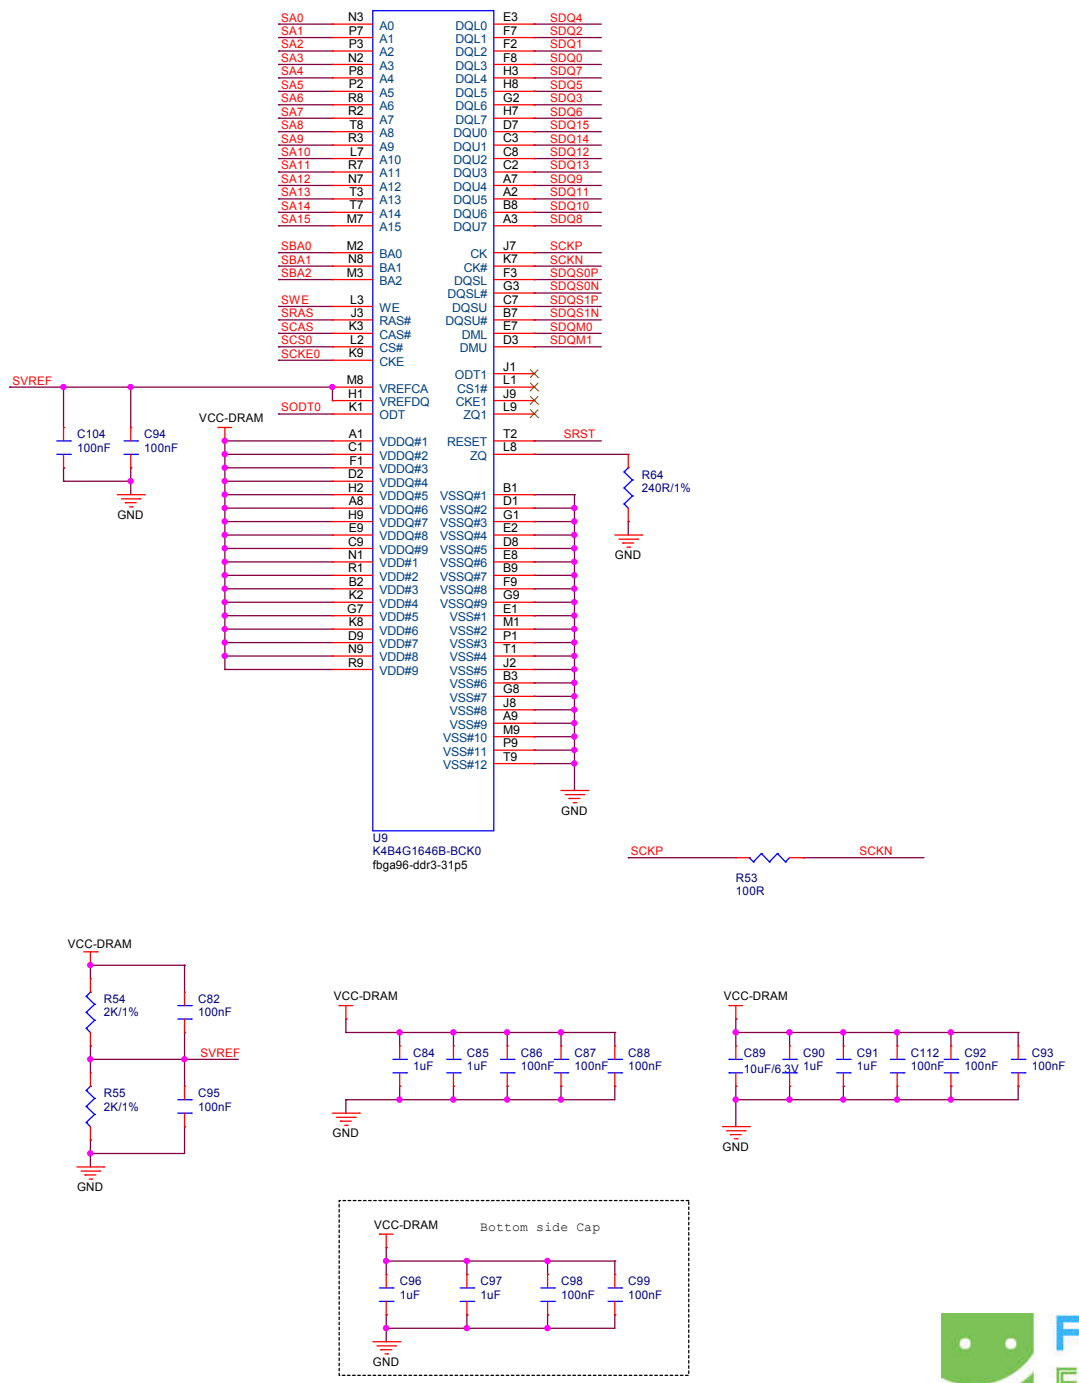 SA0 N3 A0 DQL0 E3 SDQ4
SA1 P7 A1 DQL1 F7 SDQ2
SA2 P3 A2 DQL2 F2 SDQ1
SA3 N2 A3 DQL3 F8 SDQ0
SA4 P8 A4 DQL4 H3 SDQ7
SA5 P2 A5 DQL5 H8 SDQ5
SA6 R8 A6 DQL6 G2 SDQ3
SA7 R2 A7 DQL7 H7 SDQ6
SA8 T8 A8 DQU0 D7 SDQ15
SA9 R3 A9 DQU1 C3 SDQ14
SA10 L7 A10 DQU2 C8 SDQ12
SA11 R7 A11 DQU3 C2 SDQ13
SA12 N7 A12 DQU4 A7 SDQ9
SA13 T3 A13 DQU5 A2 SDQ11
SA14 T7 A14 DQU6 B8 SDQ10
SA15 M7 A15 DQU7 A3 SDQ8
SBA0 M2 BA0 CK J7 SCKP
SBA1 N8 BA1 CK# K7 SCKN
SBA2 M3 BA2 DQSL F3 SDQS0P
DQSL# G3 SDQS0N
SWE L3 WE DQSU C7 SDQS1P
SRAS J3 RAS# DQSU# B7 SDQS1N
SCAS K3 CAS# DML E7 SDQM0
SCS0 L2 CS# DMU D3 SDQM1
SCKE0 K9 CKE
ODT1 J1
SVREF M8 VREFCA CS1# L1
H1 VREFDQ CKE1 J9
SODT0 K1 ODT ZQ1 L9
VCC-DRAM
C104 100nF
C94 100nF
GND
A1 VDDQ#1 RESET T2 SRST
C1 VDDQ#2 ZQ L8
F1 VDDQ#3
D2 VDDQ#4
R64
240R/1%
GND
H2 VDDQ#5 VSSQ#1 B1
A8 VDDQ#6 VSSQ#2 D1
H9 VDDQ#7 VSSQ#3 G1
E9 VDDQ#8 VSSQ#4 E2
C9 VDDQ#9 VSSQ#5 D8
N1 VDD#1 VSSQ#6 E8
R1 VDD#2 VSSQ#7 B9
B2 VDD#3 VSSQ#8 F9
K2 VDD#4 VSSQ#9 G9
G7 VDD#5 VSS#1 E1
K8 VDD#6 VSS#2 M1
D9 VDD#7 VSS#3 P1
N9 VDD#8 VSS#4 T1
R9 VDD#9 VSS#5 J2
VSS#6 B3
VSS#7 G8
VSS#8 J8
VSS#9 A9
VSS#10 M9
VSS#11 P9
VSS#12 T9
GND
U9
K4B4G1646B-BCK0
fbga96-ddr3-31p5
SCKP SCKN
R53
100R
VCC-DRAM
R54
2K/1%
C82
100nF
SVREF
R55
2K/1%
C95
100nF
GND
VCC-DRAM
C84 C85 C86 C87 C88
1uF 1uF 100nF 100nF 100nF
GND
VCC-DRAM
C89 C90 C91 C112 C92 C93
10uF/6.3V 1uF 1uF 100nF 100nF 100nF
GND
VCC-DRAM Bottom side Cap
C96 C97 C98 C99
1uF 1uF 100nF 100nF
GND
F